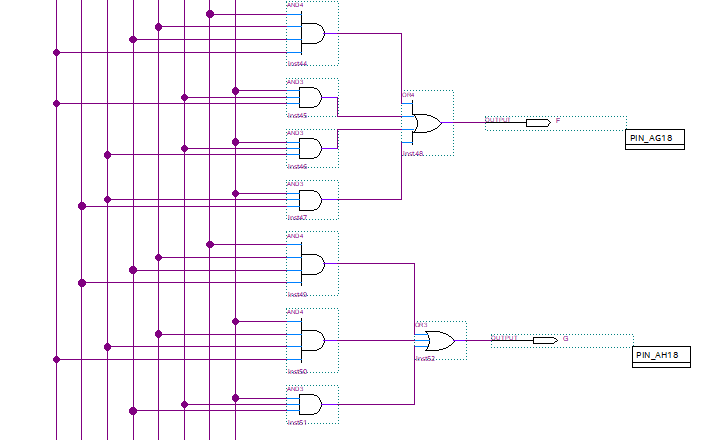 AND4
inst44
AND3
inst45
AND3
inst46
AND3
inst47
OR4
inst48
OUTPUT
F
PIN_AG18
AND4
inst49
AND4
inst50
AND3
inst51
OR3
inst52
OUTPUT
G
PIN_AH18